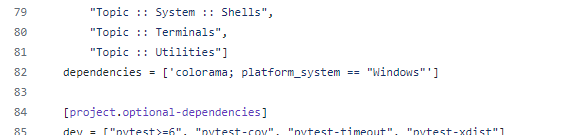 79 "Topic :: System :: Shells",
80 "Topic :: Terminals",
81 "Topic :: Utilities"]
82 dependencies = ['colorama; platform_system == "Windows"']
83
84 [project.optional-dependencies]
85 dev = ["pytest>=6", "pytest-cov", "pytest-timeout", "pytest-xdist"]